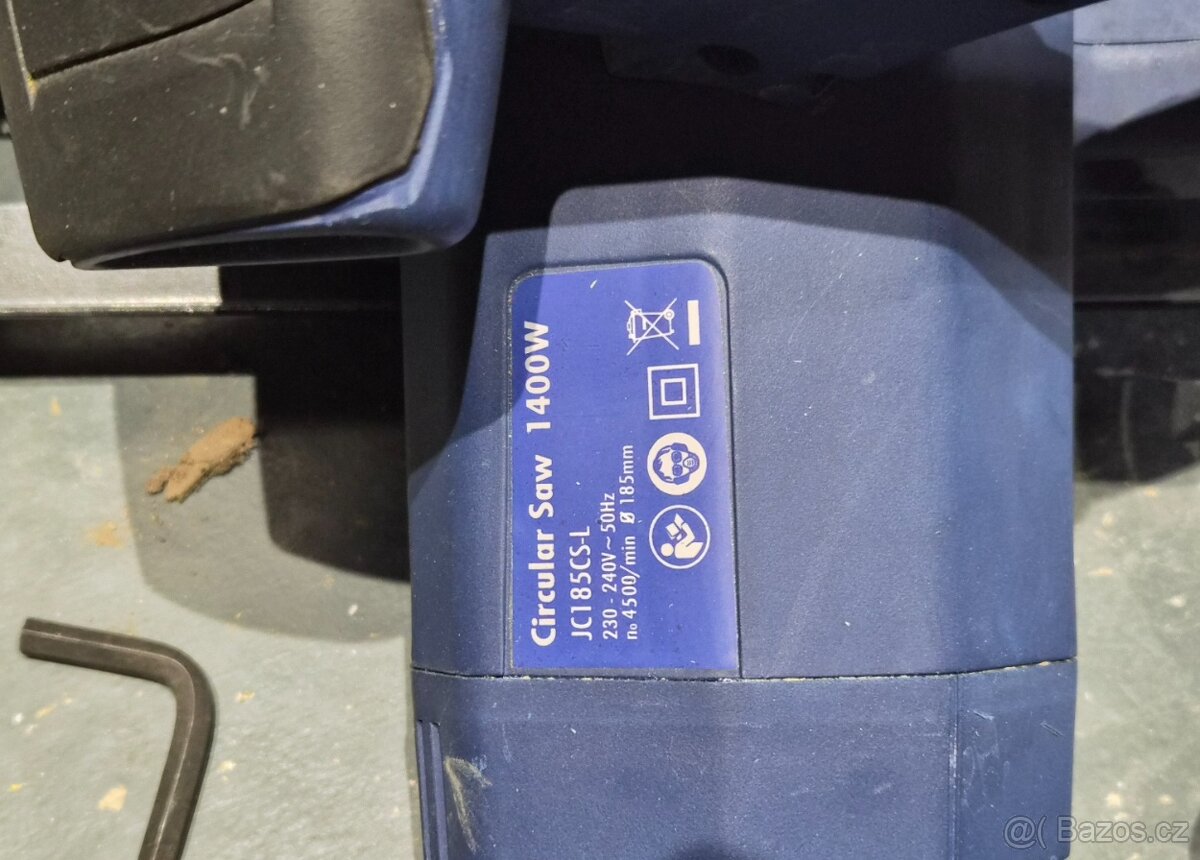 Circular Saw 1400W
JC185CS-L
230 - 240V ~ 50Hz
no 4500/min Ø 185mm
@( Bazos.cz